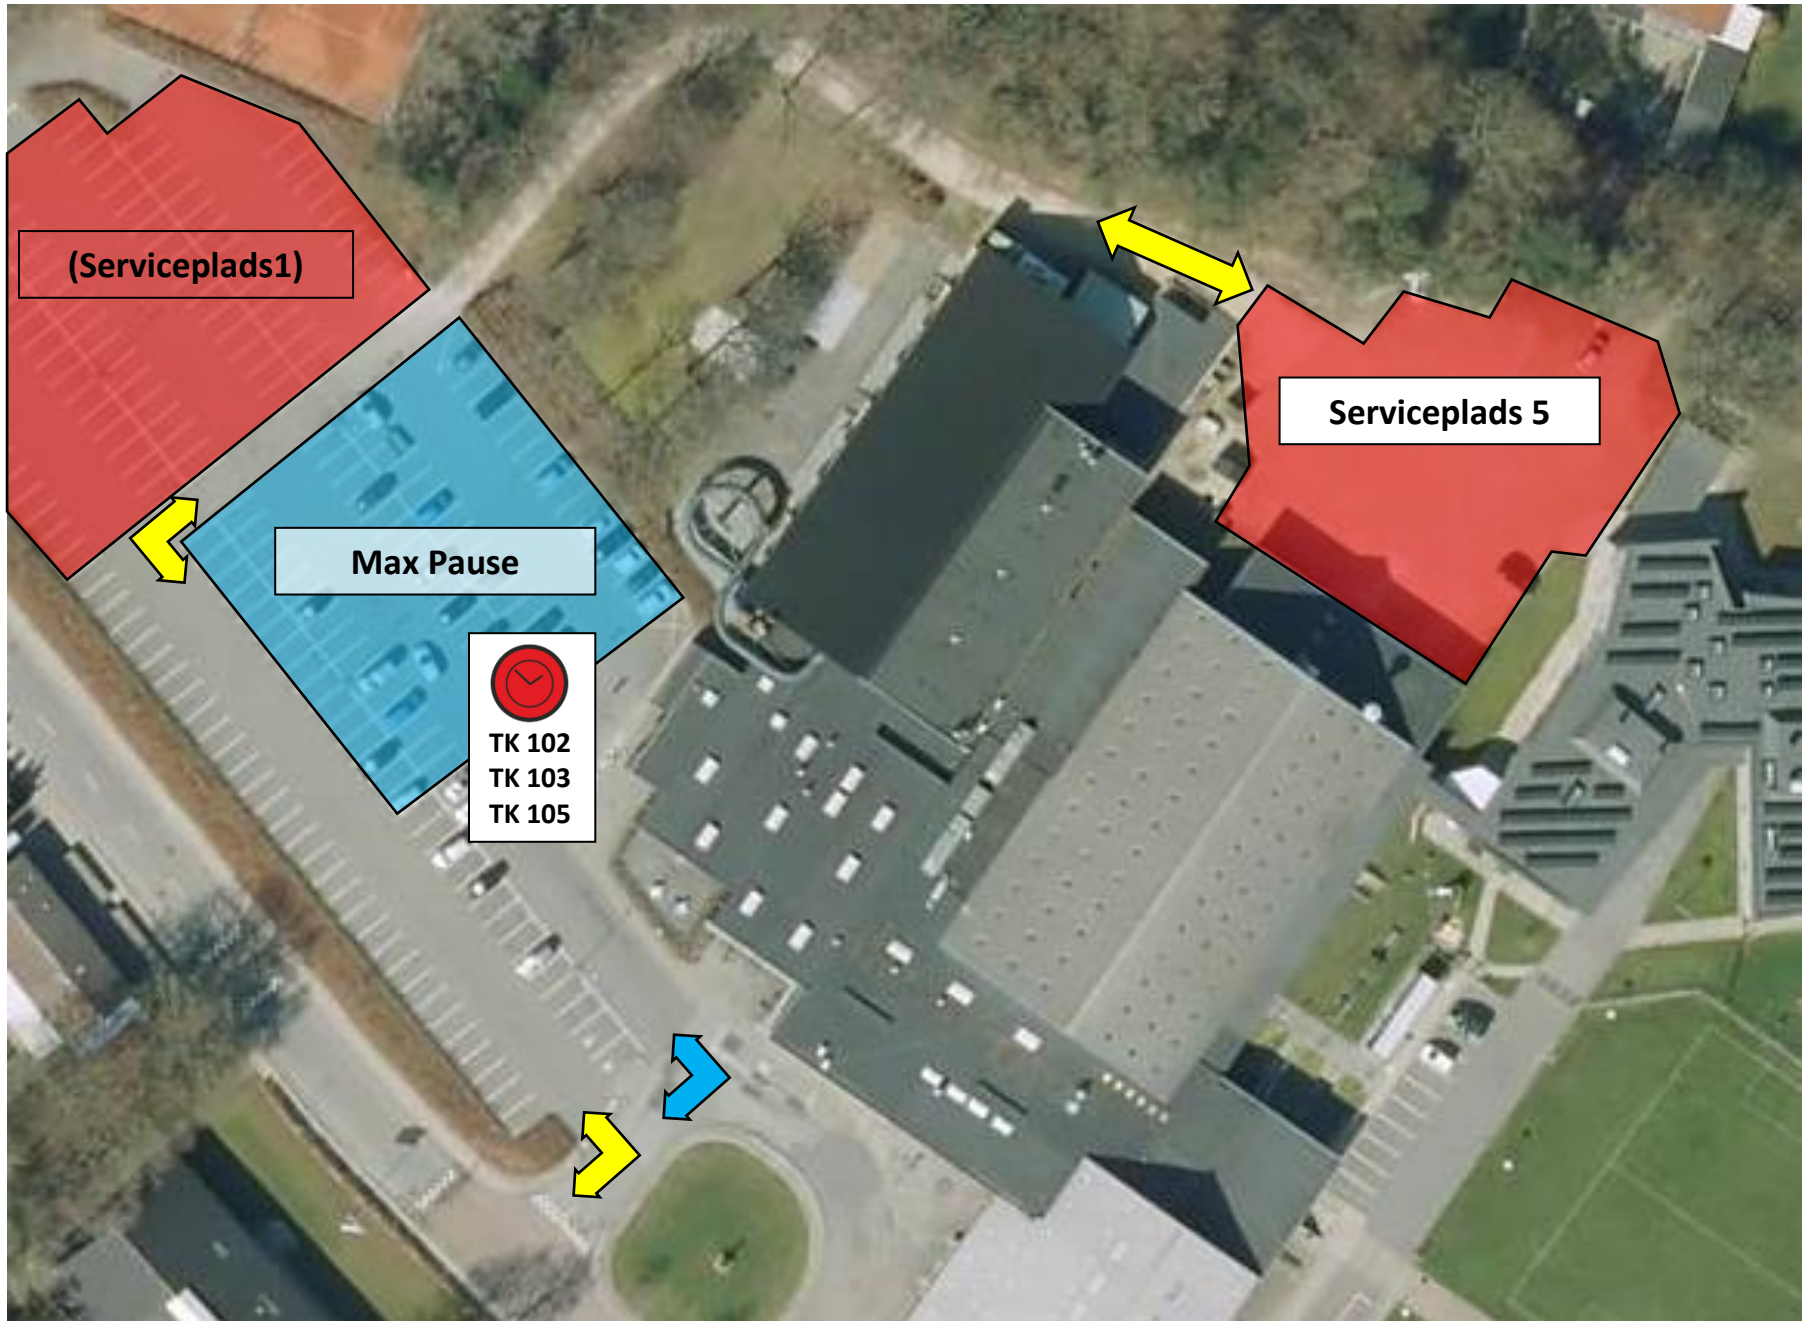 (Serviceplads1)
Serviceplads 5
Max Pause
TK 102
TK 103
TK 105